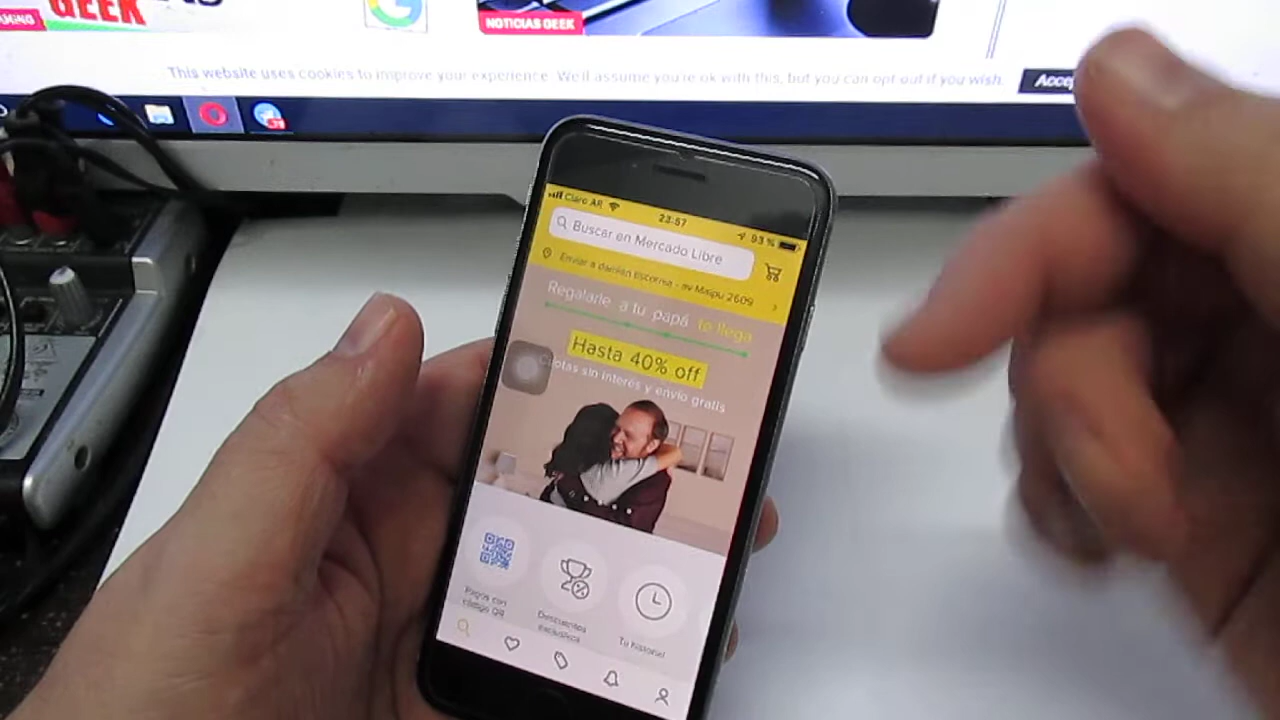 GEEK
NOTICIAS GEEK
This website uses cookies to improve your experience. We'll assume you're ok with this, but you can opt-out if you wish.
Claro AR
23:57
93 %
Buscar en Mercado Libre
Enviar a damian Escorma - av Maipu 2609
Regalarle a tu papá te llega
Hasta 40% off
Cuotas sin interés y envío gratis
Pagos con
código QR
Descuentos
exclusivos
Tu historial